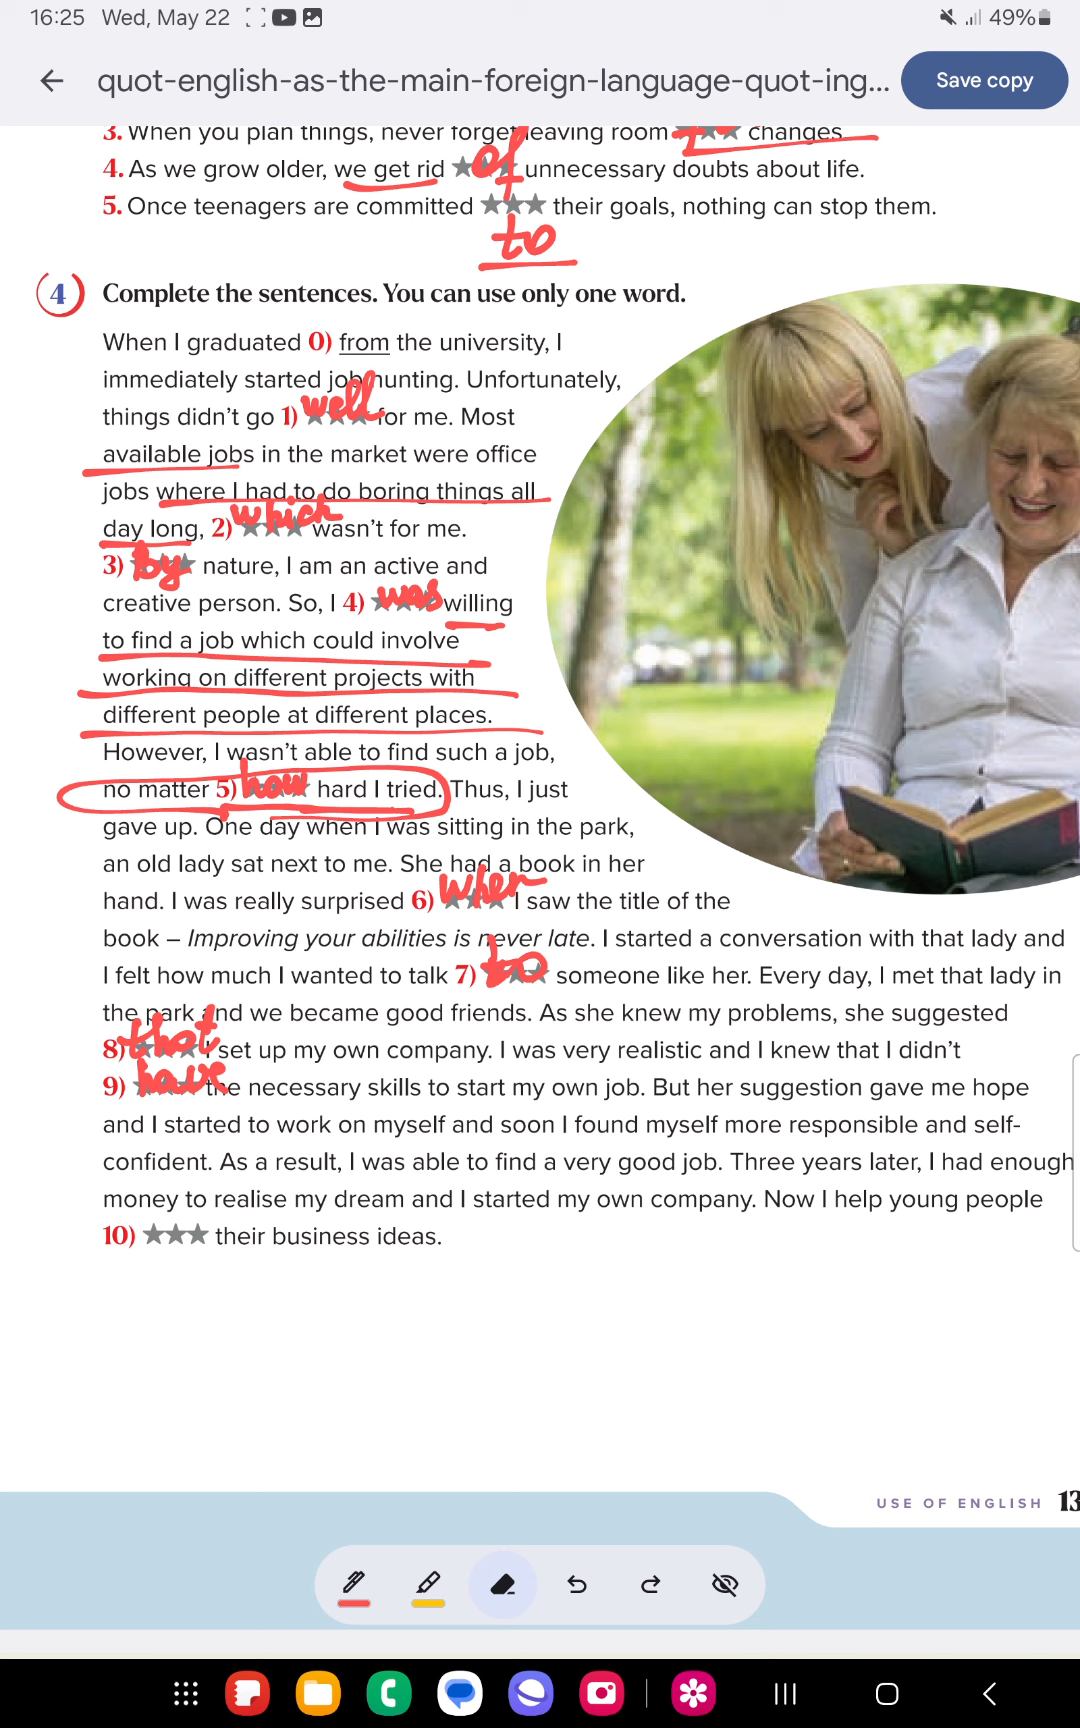 16:25 Wed, May 22 49%
quot-english-as-the-main-foreign-language-quot-ing... Save copy
3. When you plan things, never forget leaving room ★★ changes
4. As we grow older, we get rid of unnecessary doubts about life.
5. Once teenagers are committed ★★★ their goals, nothing can stop them.
to
4 Complete the sentences. You can use only one word.
When I graduated 0) from the university, I
immediately started job hunting. Unfortunately,
things didn't go 1) well for me. Most
available jobs in the market were office
jobs where I had to do boring things all
day long, 2) which wasn't for me.
3) by nature, I am an active and
creative person. So, I 4) was willing
to find a job which could involve
working on different projects with
different people at different places.
However, I wasn't able to find such a job,
no matter 5) how hard I tried. Thus, I just
gave up. One day when I was sitting in the park,
an old lady sat next to me. She had a book in her
hand. I was really surprised 6) when I saw the title of the
book – Improving your abilities is never late. I started a conversation with that lady and
I felt how much I wanted to talk 7) to someone like her. Every day, I met that lady in
the park and we became good friends. As she knew my problems, she suggested
8) that I set up my own company. I was very realistic and I knew that I didn't
9) have the necessary skills to start my own job. But her suggestion gave me hope
and I started to work on myself and soon I found myself more responsible and self-
confident. As a result, I was able to find a very good job. Three years later, I had enough
money to realise my dream and I started my own company. Now I help young people
10) ★★★ their business ideas.
USE OF ENGLISH 13